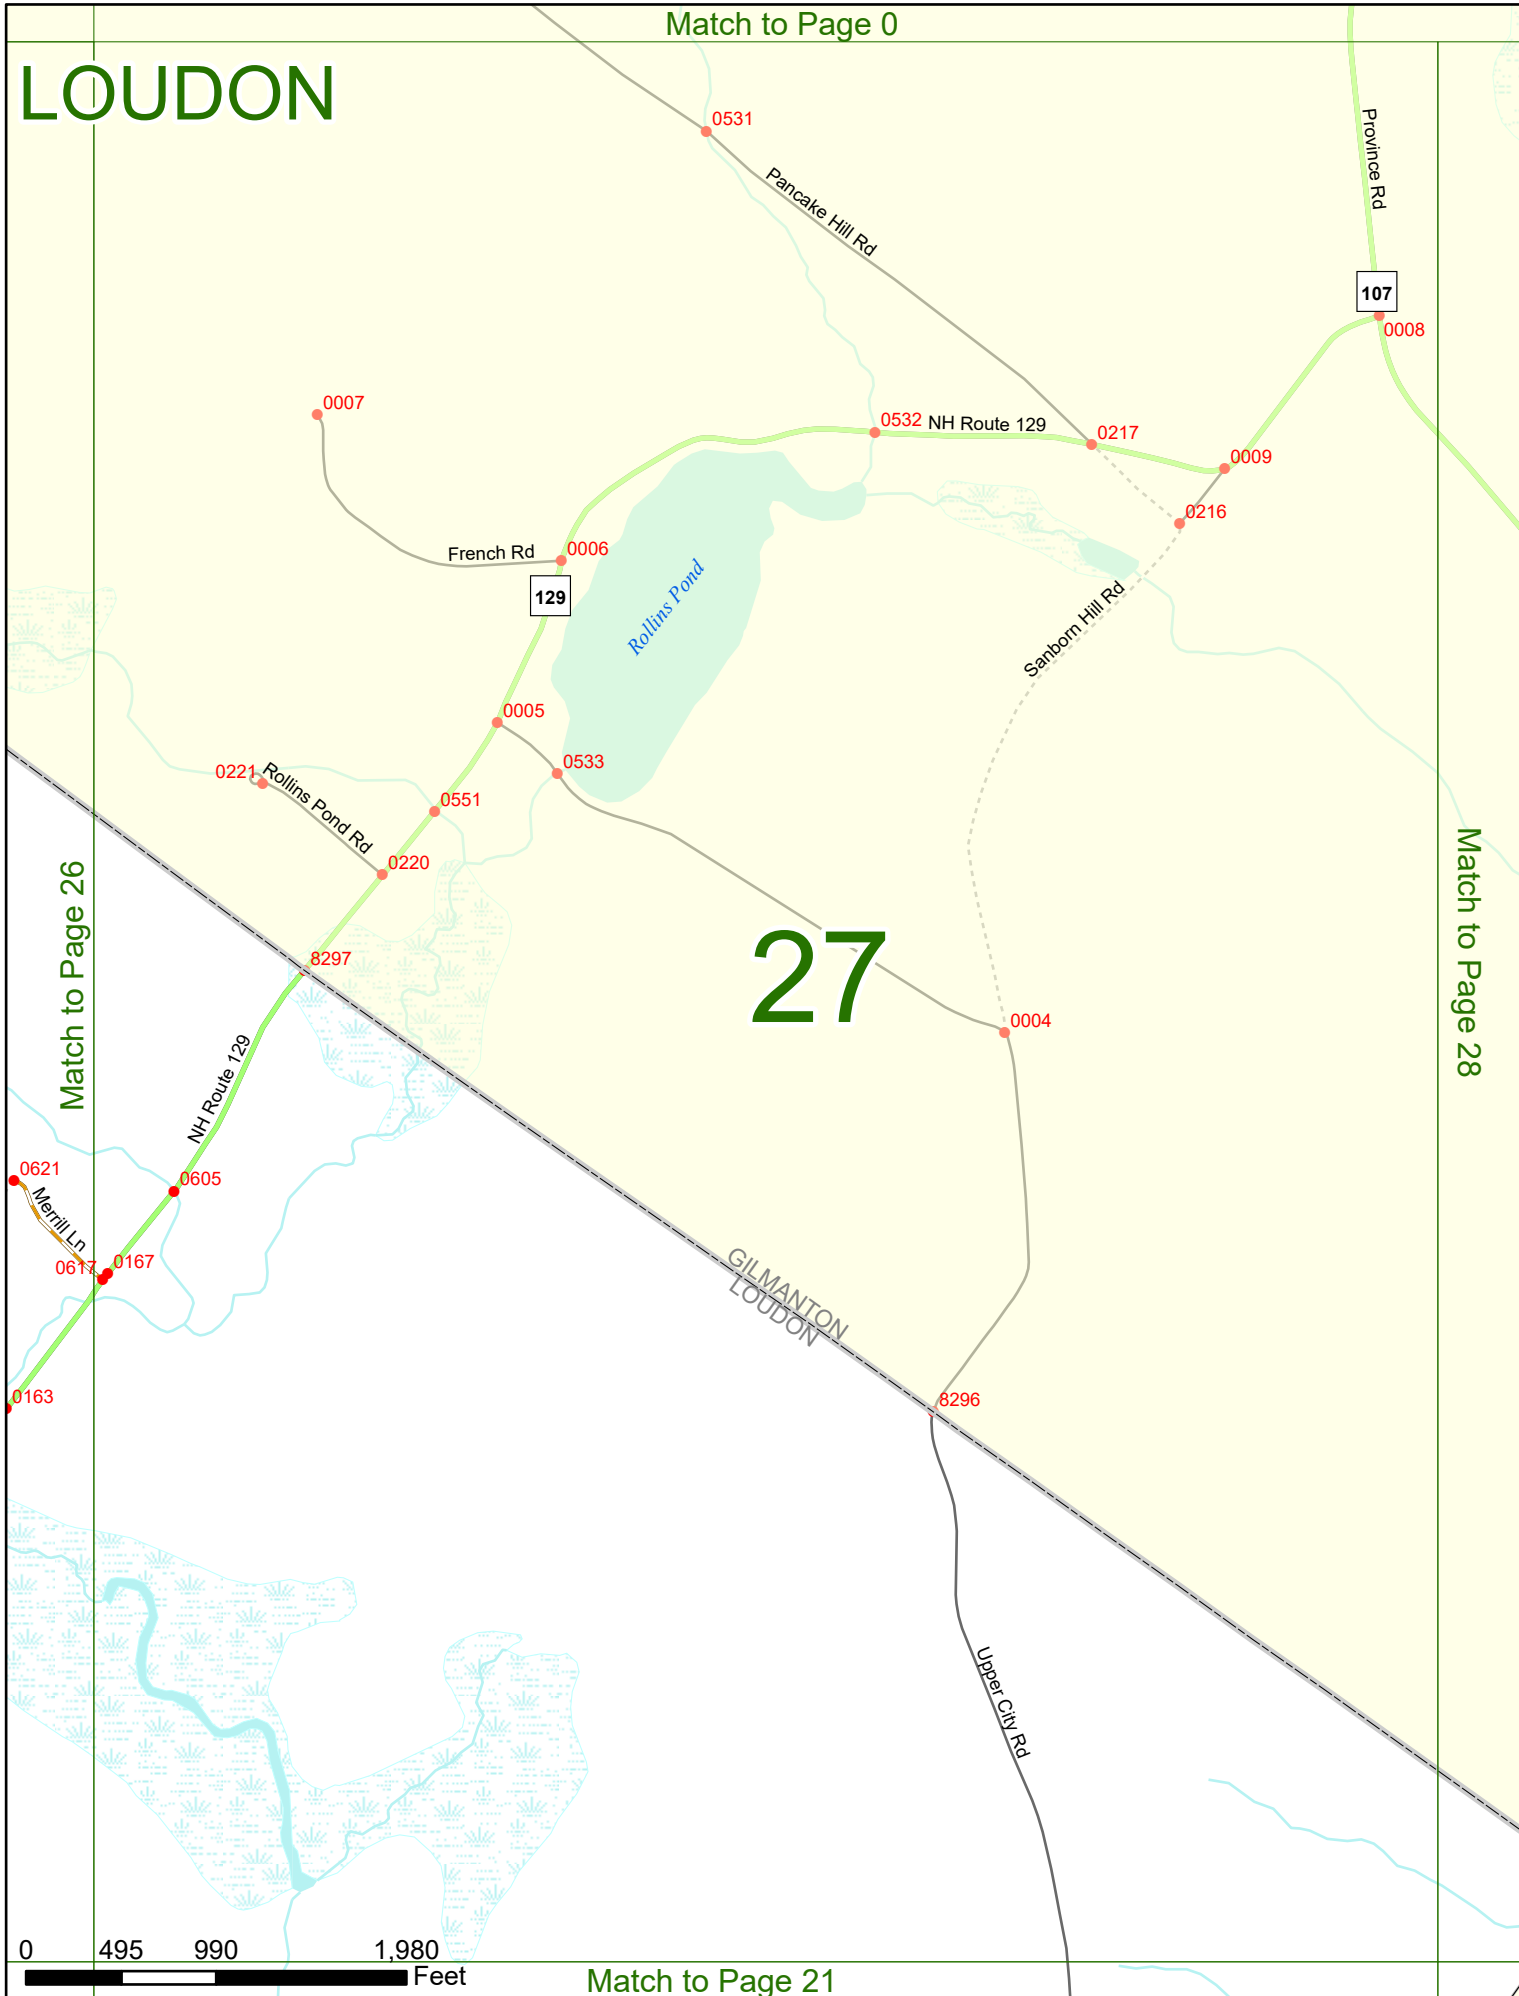 Match to Page 0
LOUDON
0531
Province Rd
Pancake Hill Rd
107
0008
0007
0532
NH Route 129
0217
0009
0216
French Rd
0006
129
Rollins Pond
Sanborn Hill Rd
0005
0533
0221
Rollins Pond Rd
0551
0220
Match to Page 26
Match to Page 28
27
8297
0004
NH Route 129
0621
0605
Merrill Ln
0617
0167
GILMANTON
LOUDON
0163
8296
Upper City Rd
0 495 990 1,980
Feet
Match to Page 21